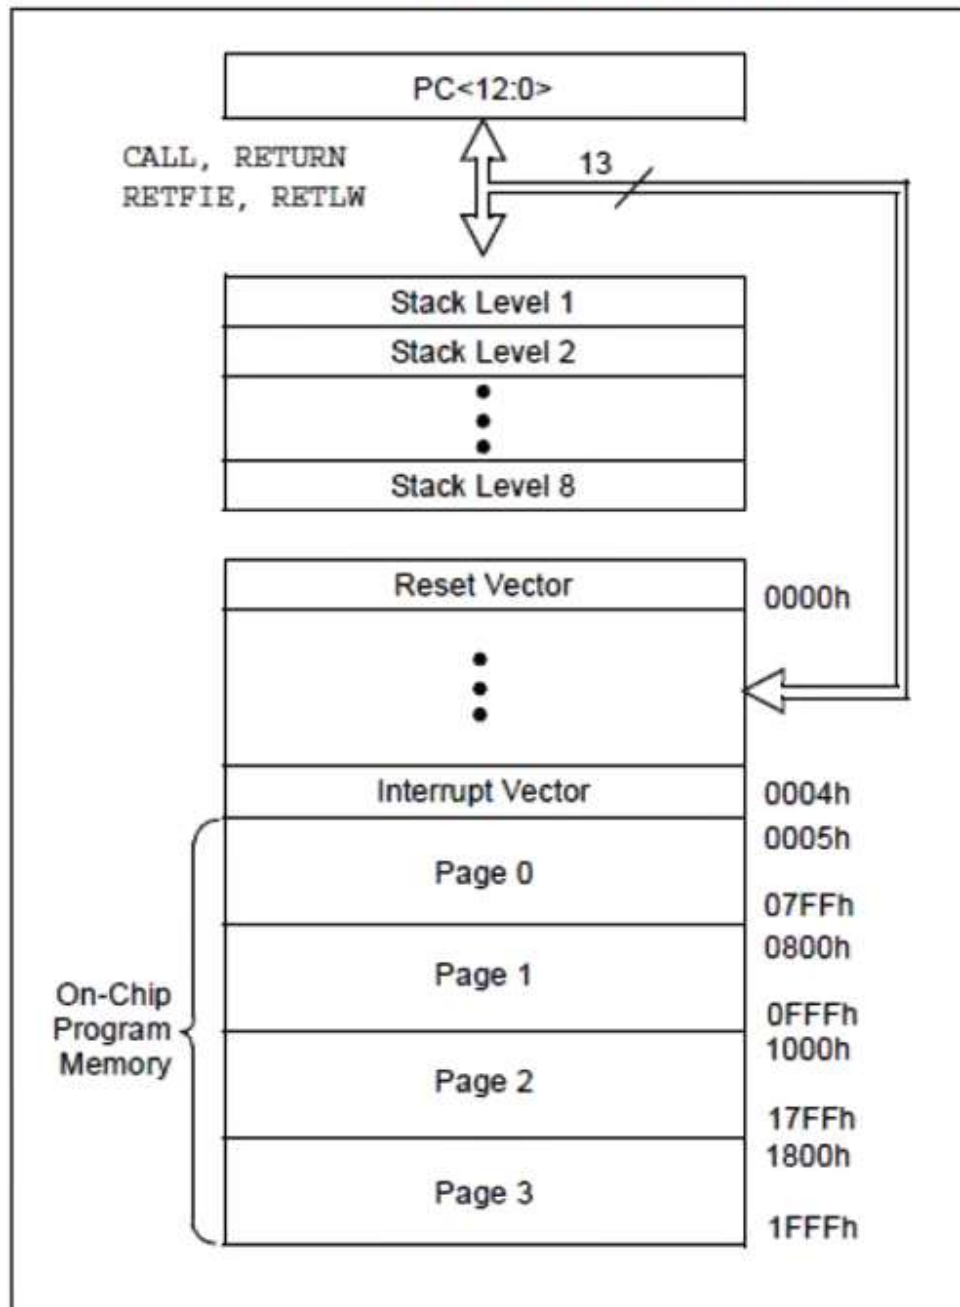 PC<12:0>
CALL, RETURN
RETFIE, RETLW
13
Stack Level 1
Stack Level 2
Stack Level 8
Reset Vector
0000h
Interrupt Vector
0004h
0005h
Page 0
07FFh
0800h
Page 1
0FFFh
On-Chip
Program
Memory
1000h
Page 2
17FFh
1800h
Page 3
1FFFh